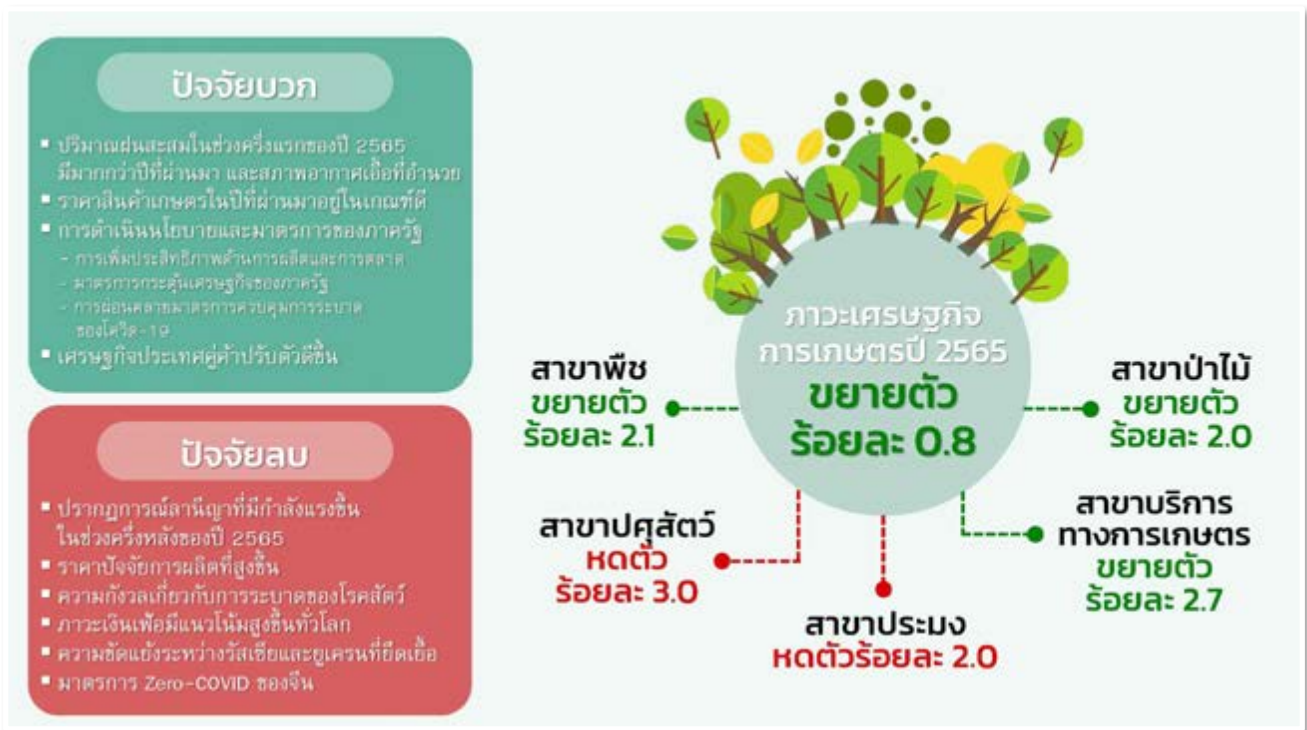 ปัจจัยบวก
▪ ปริมาณฝนสะสมในช่วงครึ่งแรกของปี 2565
มีมากกว่าปีที่ผ่านมา และสภาพอากาศเอื้อที่อำนวย
▪ ราคาสินค้าเกษตรในปีที่ผ่านมาอยู่ในเกณฑ์ดี
▪ การดำเนินนโยบายและมาตรการของภาครัฐ
- การเพิ่มประสิทธิภาพด้านการผลิตและการตลาด
- มาตรการกระตุ้นเศรษฐกิจของภาครัฐ
- การผ่อนคลายมาตรการควบคุมการระบาด
ของโควิด-19
▪ เศรษฐกิจประเทศคู่ค้าปรับตัวดีขึ้น
ปัจจัยลบ
▪ ปรากฏการณ์ลานีญาที่มีกำลังแรงขึ้น
ในช่วงครึ่งหลังของปี 2565
▪ ราคาปัจจัยการผลิตที่สูงขึ้น
▪ ความกังวลเกี่ยวกับการระบาดของโรคสัตว์
▪ ภาวะเงินเฟ้อมีแนวโน้มสูงขึ้นทั่วโลก
▪ ความขัดแย้งระหว่างรัสเซียและยูเครนที่ยืดเยื้อ
▪ มาตรการ Zero-COVID ของจีน
ภาวะเศรษฐกิจ
การเกษตรปี 2565
ขยายตัว
ร้อยละ 0.8
สาขาพืช
ขยายตัว
ร้อยละ 2.1
สาขาป่าไม้
ขยายตัว
ร้อยละ 2.0
สาขาปศุสัตว์
หดตัว
ร้อยละ 3.0
สาขาบริการ
ทางการเกษตร
ขยายตัว
ร้อยละ 2.7
สาขาประมง
หดตัวร้อยละ 2.0